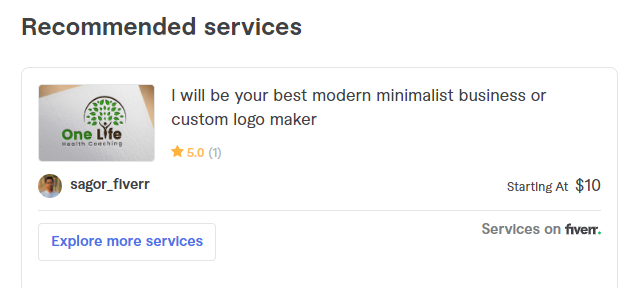 Recommended services
One Life
Health Coaching
I will be your best modern minimalist business or
custom logo maker
5.0 (1)
sagor_fiverr
Starting At $10
Explore more services
Services on fiverr.